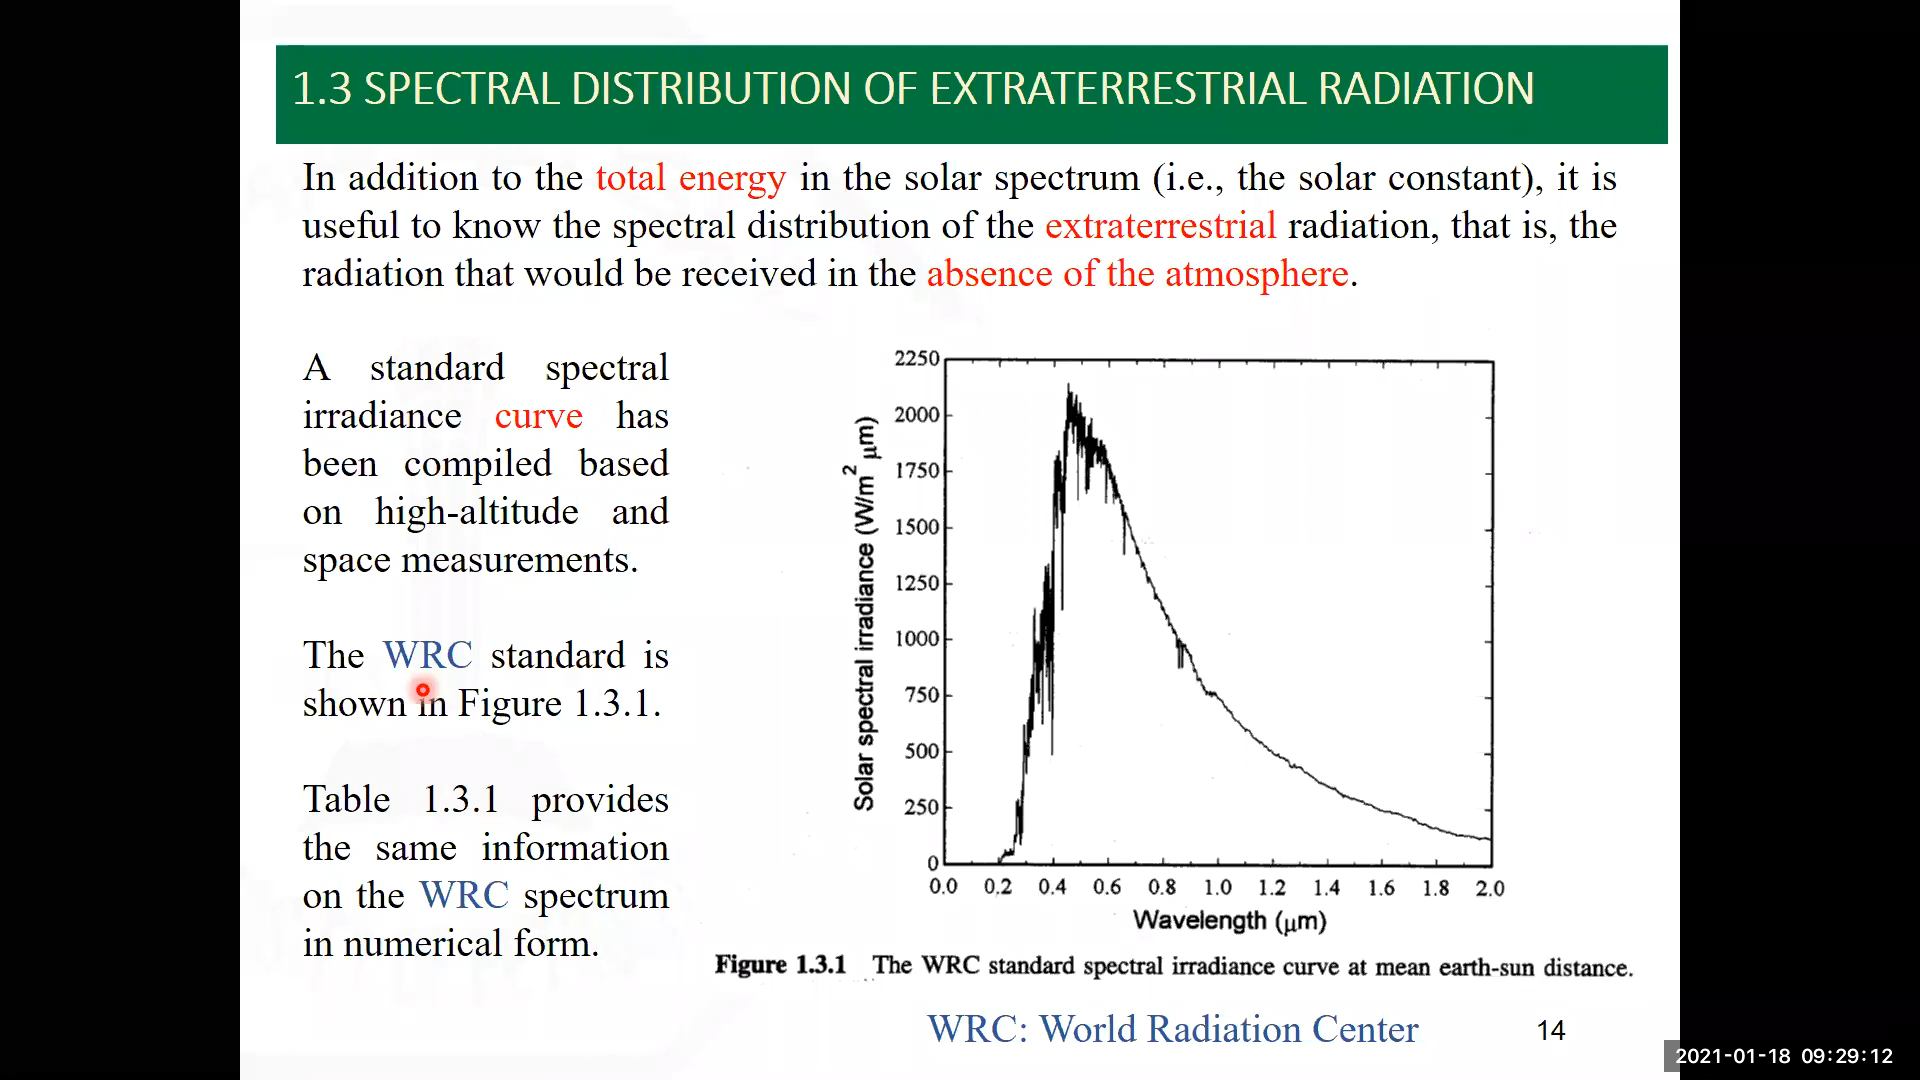 1.3 SPECTRAL DISTRIBUTION OF EXTRATERRESTRIAL RADIATION
In addition to the total energy in the solar spectrum (i.e., the solar constant), it is
useful to know the spectral distribution of the extraterrestrial radiation, that is, the
radiation that would be received in the absence of the atmosphere.
A standard spectral
irradiance curve has
been compiled based
on high-altitude and
space measurements.
The WRC standard is
shown in Figure 1.3.1.
Table 1.3.1 provides
the same information
on the WRC spectrum
in numerical form.
Solar spectral irradiance (W/m² μm)
2250
2000
1750
1500
1250
1000
750
500
250
0
0.0 0.2 0.4 0.6 0.8 1.0 1.2 1.4 1.6 1.8 2.0
Wavelength (μm)
Figure 1.3.1 The WRC standard spectral irradiance curve at mean earth-sun distance.
WRC: World Radiation Center
14
2021-01-18 09:29:12